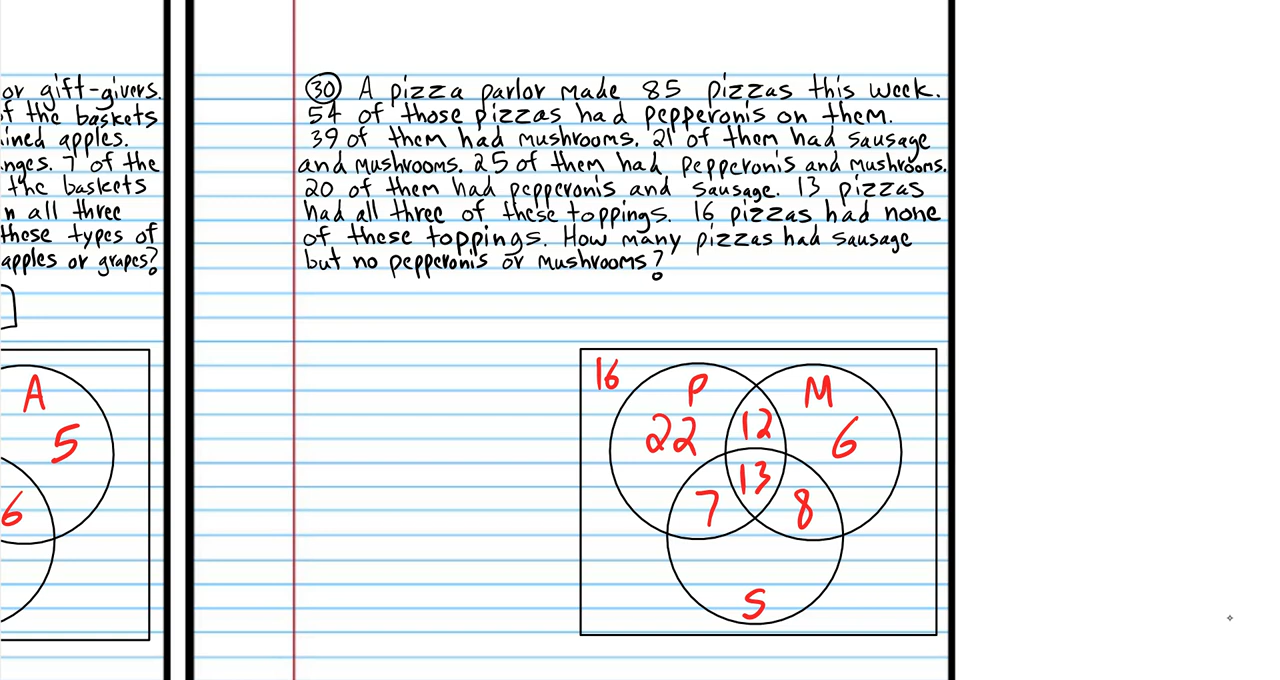 or gift-givers.
f the baskets
ined apples.
nges. 7 of the
the baskets
n all three
these types of
apples or grapes?
A
5
6
30 A pizza parlor made 85 pizzas this week.
54 of those pizzas had pepperonis on them.
39 of them had mushrooms. 21 of them had sausage
and mushrooms. 25 of them had pepperonis and mushrooms.
20 of them had pepperonis and sausage. 13 pizzas
had all three of these toppings. 16 pizzas had none
of these toppings. How many pizzas had sausage
but no pepperonis or mushrooms?
16
P
M
22
12
6
13
7
8
S